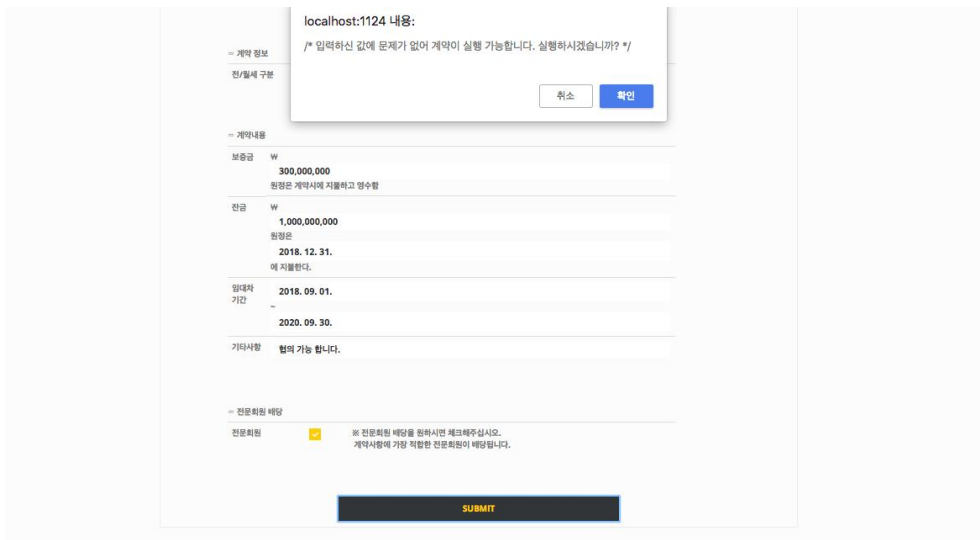 localhost:1124 내용:
/* 입력하신 값에 문제가 없어 계약이 실행 가능합니다. 실행하시겠습니까? */
취소 확인
계약 정보
전/월세 구분
계약내용
보증금 ₩
300,000,000
원정은 계약시에 지불하고 영수함
잔금 ₩
1,000,000,000
원정은
2018. 12. 31.
에 지불한다.
임대차 기간 2018. 09. 01.
~
2020. 09. 30.
기타사항 협의 가능 합니다.
전문회원 배당
전문회원 ※ 전문회원 배당을 원하시면 체크해주십시오.
계약사항에 가장 적합한 전문회원이 배당됩니다.
SUBMIT